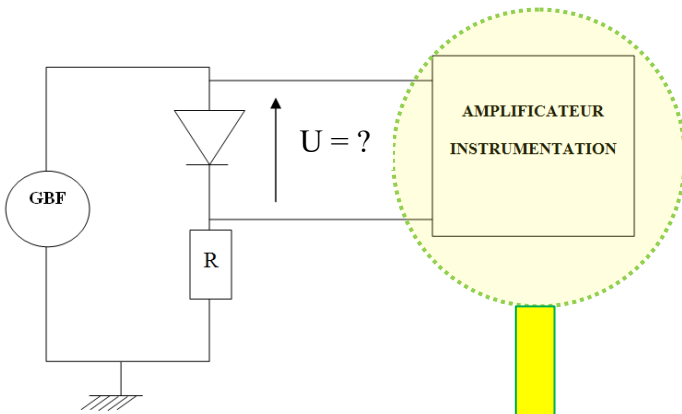 AMPLIFICATEUR
INSTRUMENTATION
U = ?
GBF
R